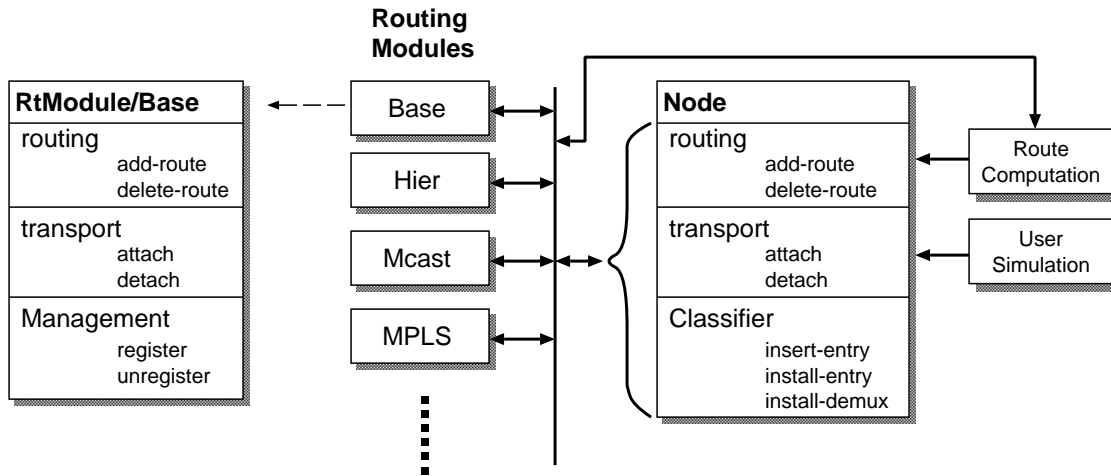 Routing
Modules
RtModule/Base
routing
add-route
delete-route
transport
attach
detach
Management
register
unregister
Base
Hier
Mcast
MPLS
Node
routing
add-route
delete-route
transport
attach
detach
Classifier
insert-entry
install-entry
install-demux
Route
Computation
User
Simulation